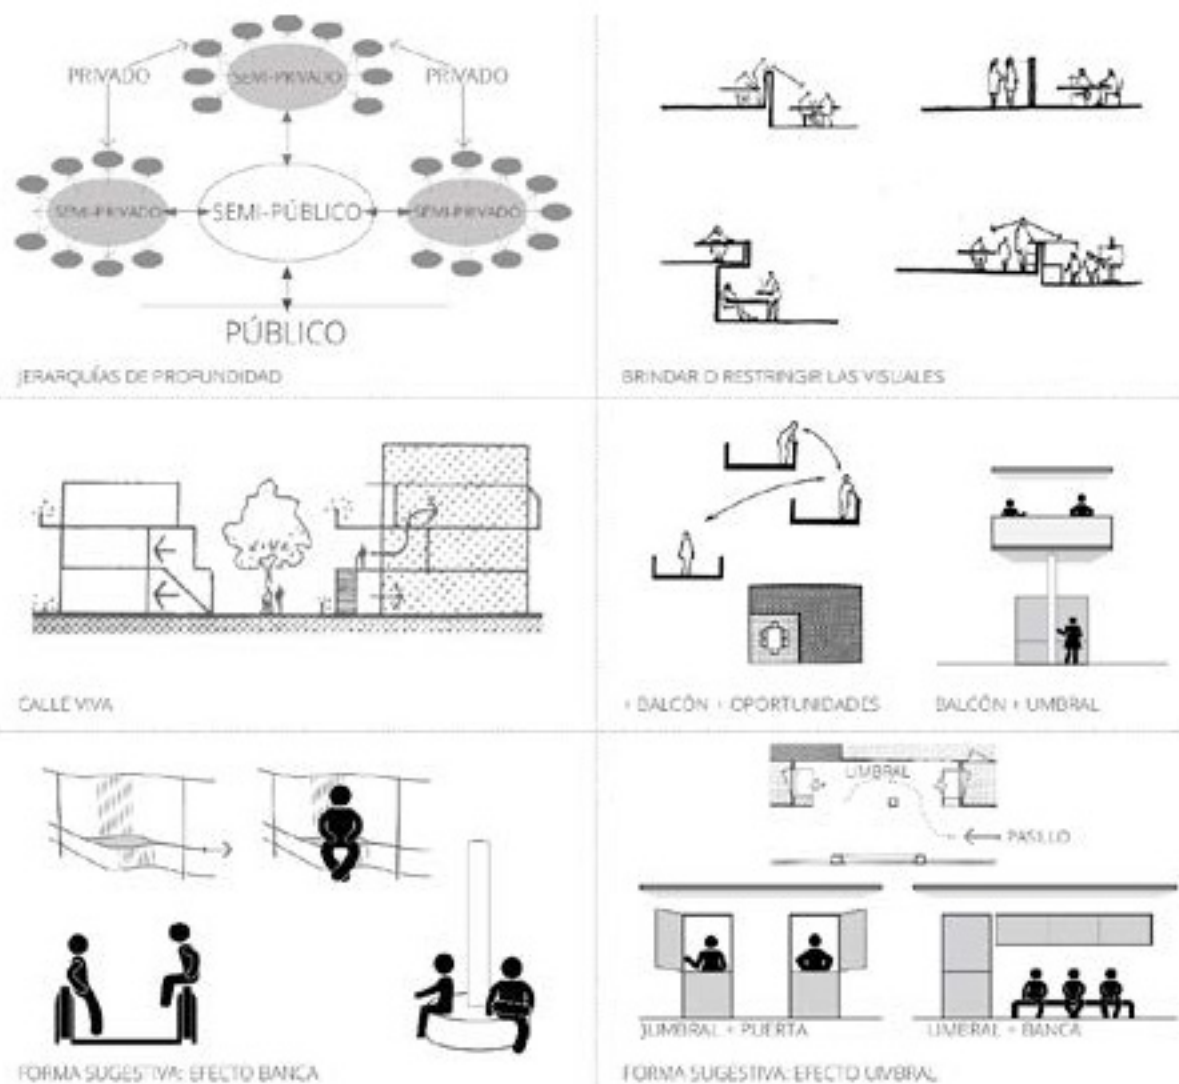 PRIVADO
SEMI-PRIVADO
PRIVADO
SEMI-PRIVADO
SEMI-PÚBLICO
SEMI-PRIVADO
PÚBLICO
JERARQUÍAS DE PROFUNDIDAD
BRINDAR O RESTRINGIR LAS VISUALES
CALLE VIVA
+ BALCÓN + OPORTUNIDADES
BALCÓN + UMBRAL
UMBRAL
PASILLO
UMBRAL + PUERTA
UMBRAL + BANCA
FORMA SUGESTIVA: EFECTO BANCA
FORMA SUGESTIVA: EFECTO UMBRAL